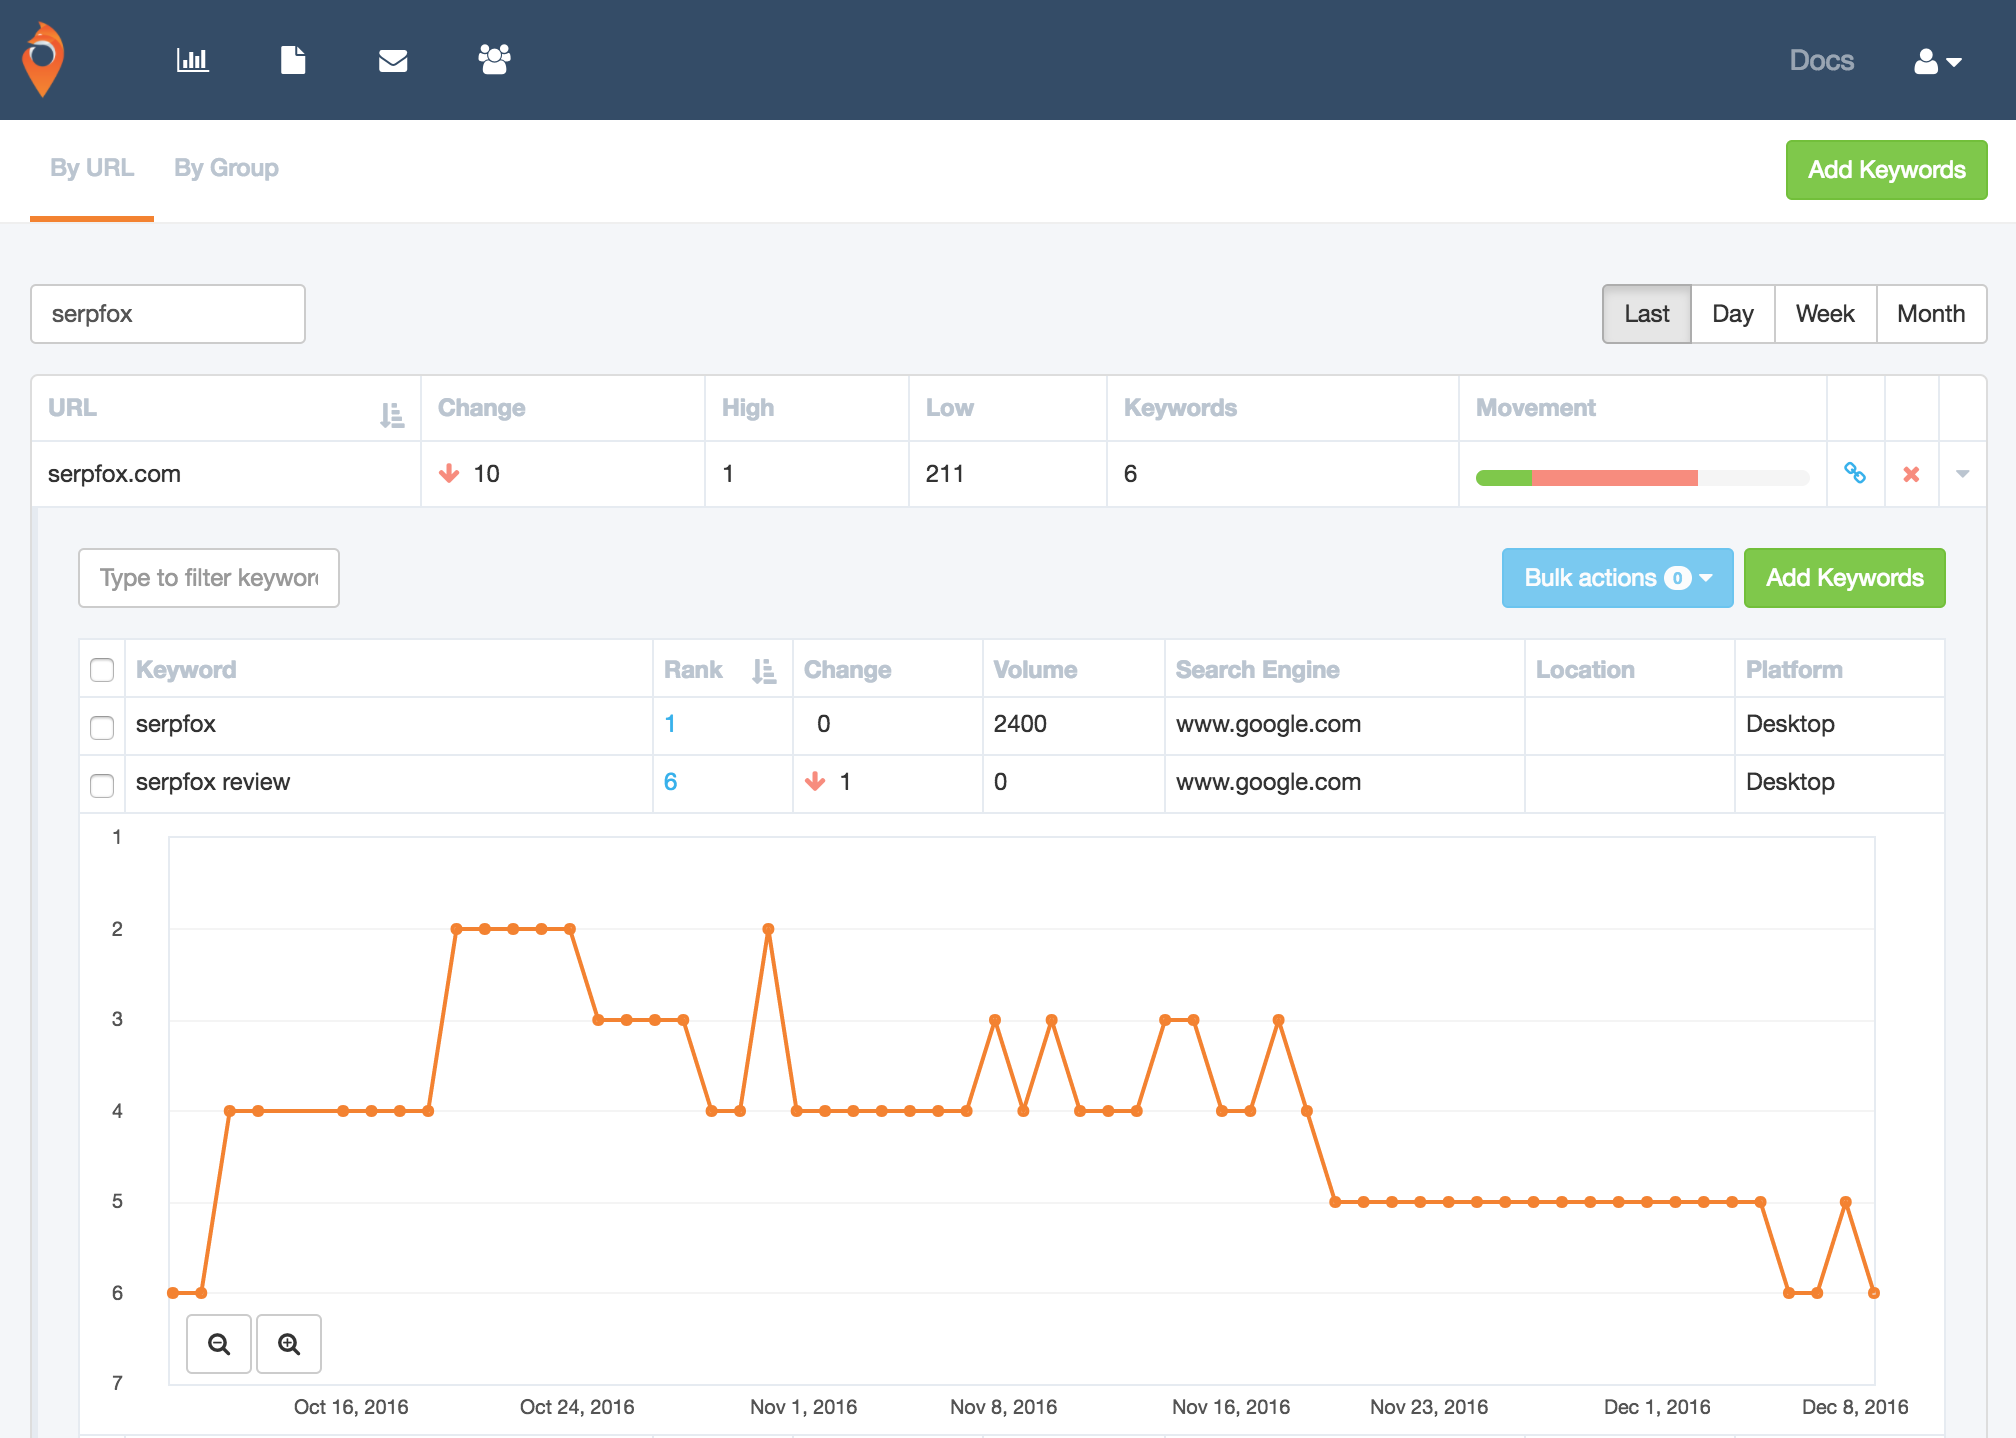 Docs
By URL By Group Add Keywords
serpfox Last Day Week Month
URL Change High Low Keywords Movement
serpfox.com 10 1 211 6
Type to filter keywor Bulk actions 0 Add Keywords
Keyword Rank Change Volume Search Engine Location Platform
serpfox 1 0 2400 www.google.com Desktop
serpfox review 6 1 0 www.google.com Desktop
1
2
3
4
5
6
7
Oct 16, 2016 Oct 24, 2016 Nov 1, 2016 Nov 8, 2016 Nov 16, 2016 Nov 23, 2016 Dec 1, 2016 Dec 8, 2016